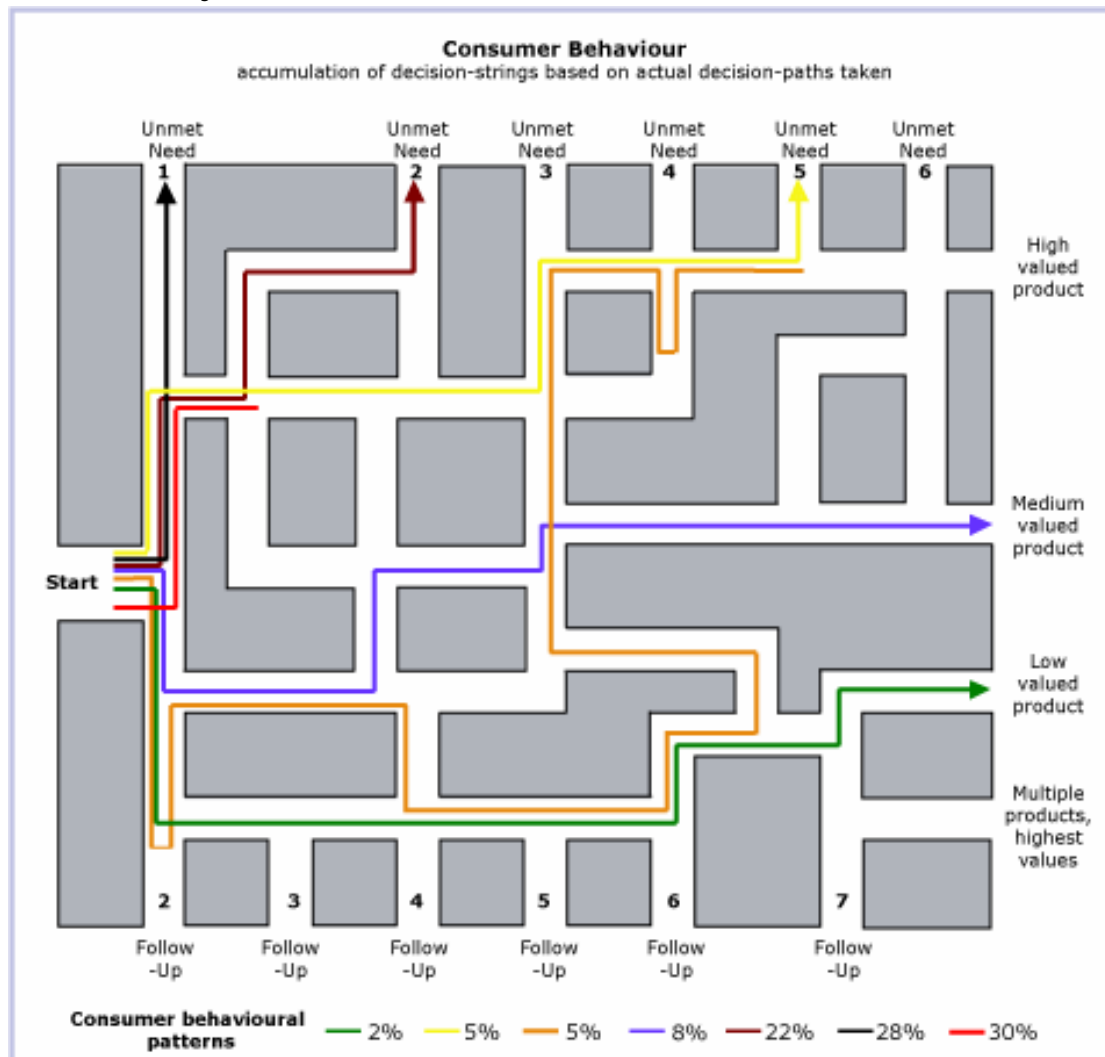 Consumer Behaviour
accumulation of decision-strings based on actual decision-paths taken
Unmet Unmet Unmet Unmet Unmet Unmet
Need Need Need Need Need Need
1 2 3 4 5 6
High
valued
product
Medium
valued
product
Start
Low
valued
product
Multiple
products,
highest
values
2 3 4 5 6 7
Follow Follow Follow Follow Follow Follow
-Up -Up -Up -Up -Up -Up
Consumer behavioural
patterns
2% 5% 5% 8% 22% 28% 30%